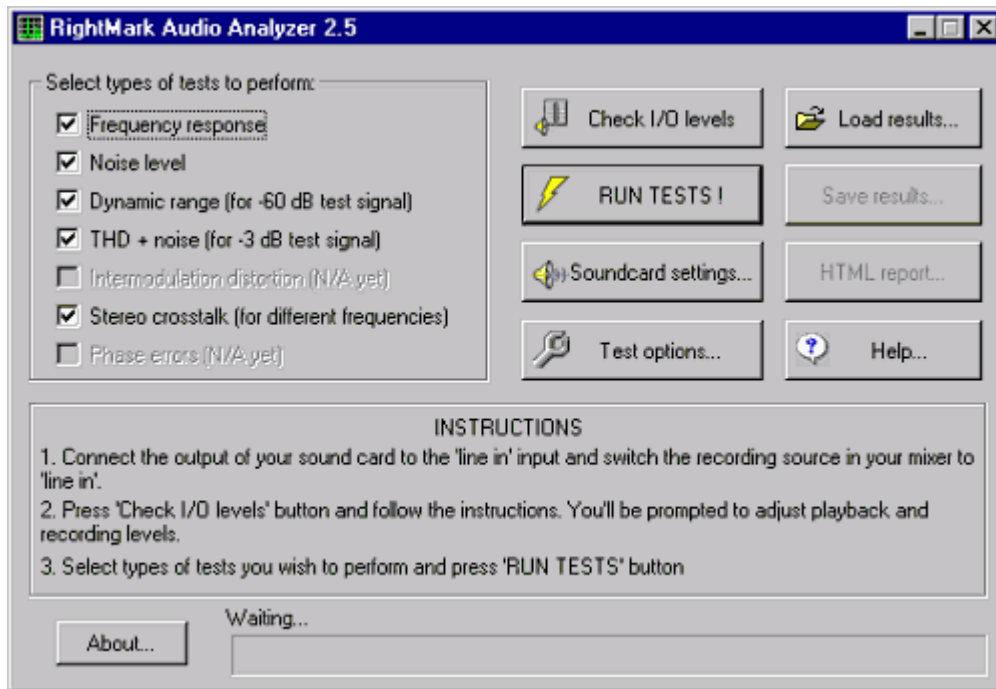 RightMark Audio Analyzer 2.5
Select types of tests to perform:
Frequency response
Noise level
Dynamic range (for -60 dB test signal)
THD + noise (for -3 dB test signal)
Intermodulation distortion (N/A yet)
Stereo crosstalk (for different frequencies)
Phase errors (N/A yet)
Check I/O levels
Load results...
RUN TESTS !
Save results...
Soundcard settings...
HTML report...
Test options...
Help...
INSTRUCTIONS
1. Connect the output of your sound card to the 'line in' input and switch the recording source in your mixer to
'line in'.
2. Press 'Check I/O levels' button and follow the instructions. You'll be prompted to adjust playback and
recording levels.
3. Select types of tests you wish to perform and press 'RUN TESTS' button
About...
Waiting...